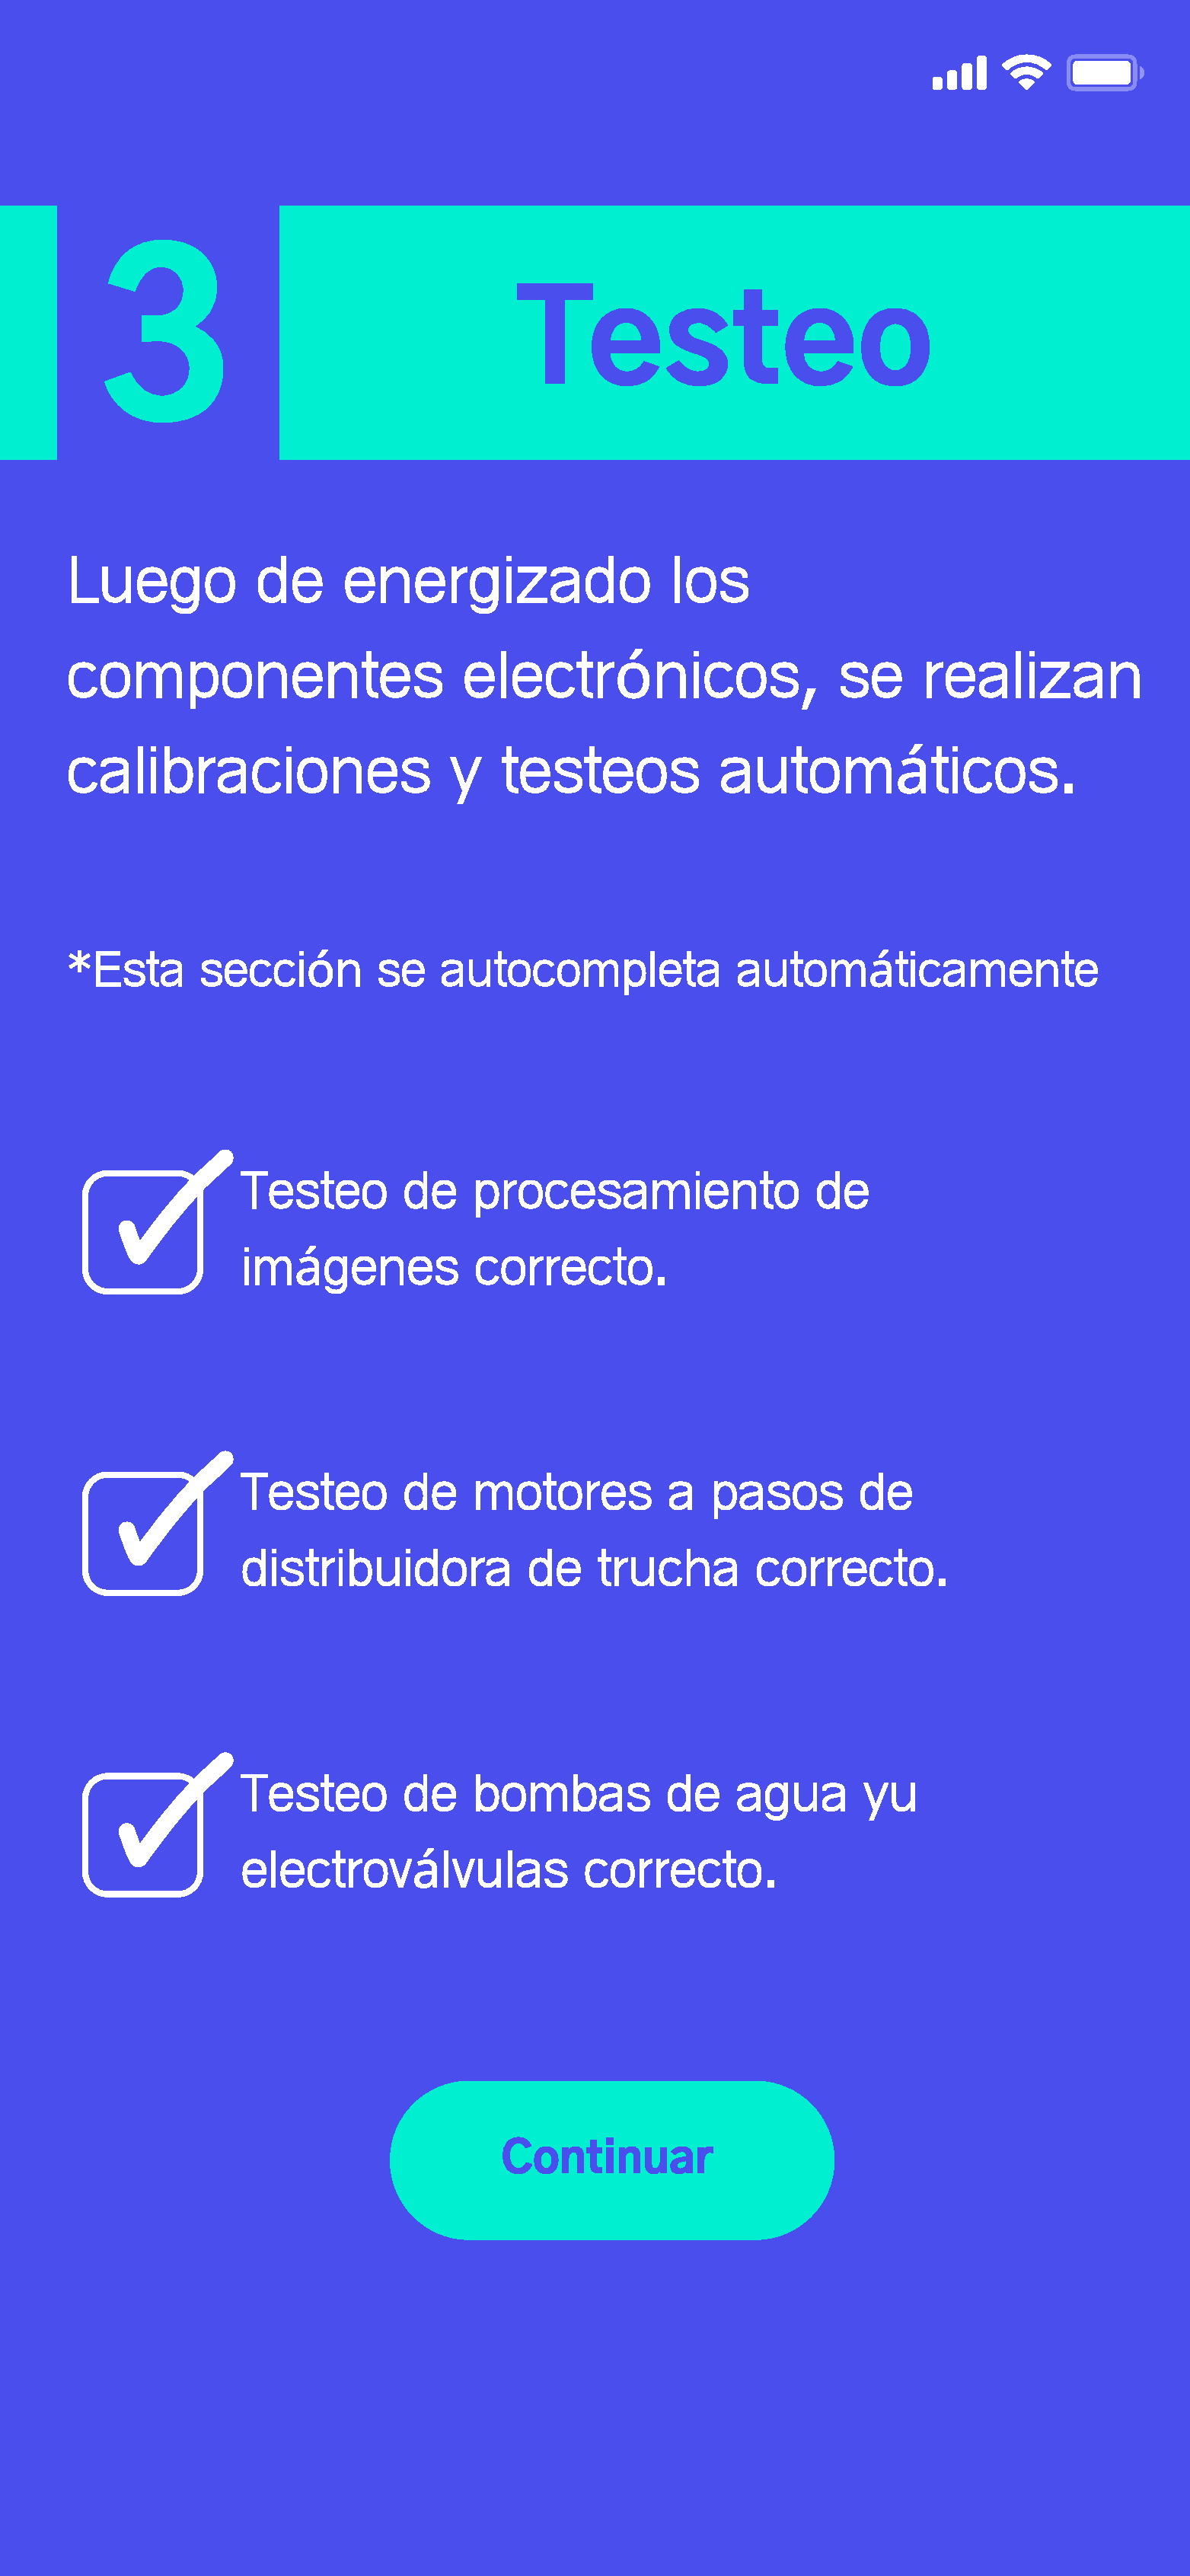 3 Testeo
Luego de energizado los
componentes electrónicos, se realizan
calibraciones y testeos automáticos.
*Esta sección se autocompleta automáticamente
Testeo de procesamiento de
imágenes correcto.
Testeo de motores a pasos de
distribuidora de trucha correcto.
Testeo de bombas de agua yu
electroválvulas correcto.
Continuar